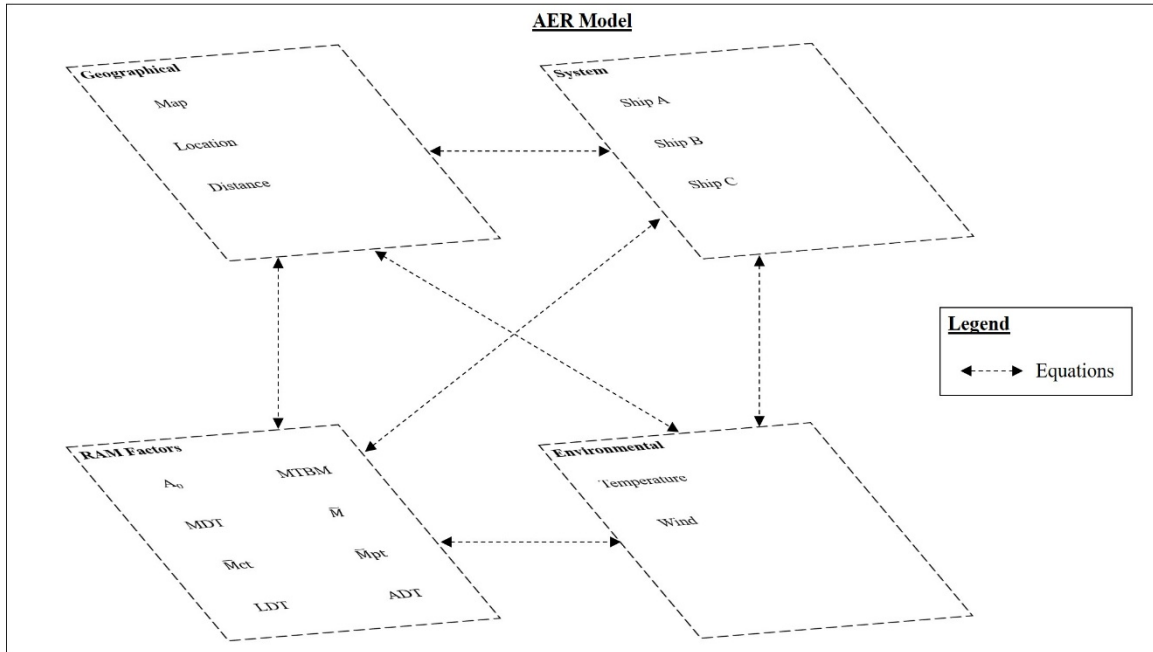 AER Model
Geographical
Map
Location
Distance
System
Ship A
Ship B
Ship C
Legend
Equations
RAM Factors
Aₒ
MTBM
MDT
M̅
M̅ct
M̅pt
LDT
ADT
Environmental
Temperature
Wind